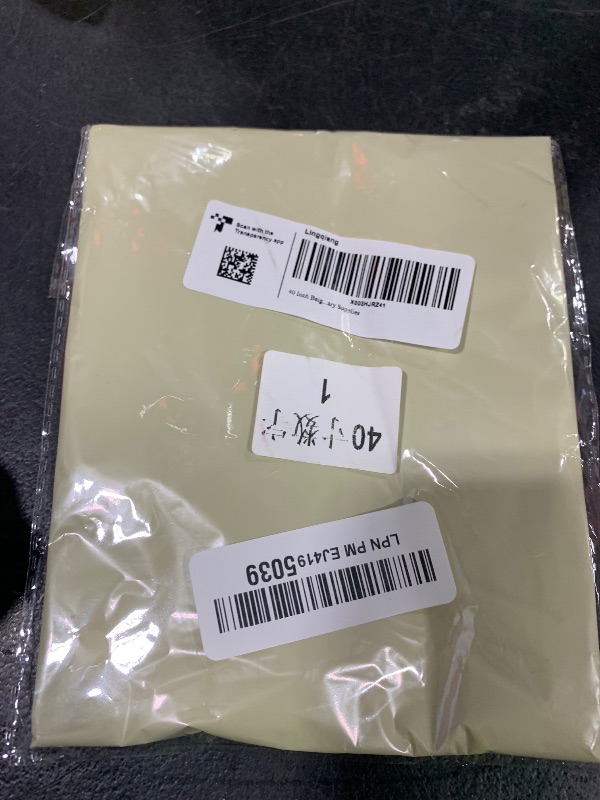 Scan with the
Transparency app
Lingqiang
X003HJRZ41
40 Inch Beig...ary Supplies
40寸数字
1
LPN PM EJ4195039